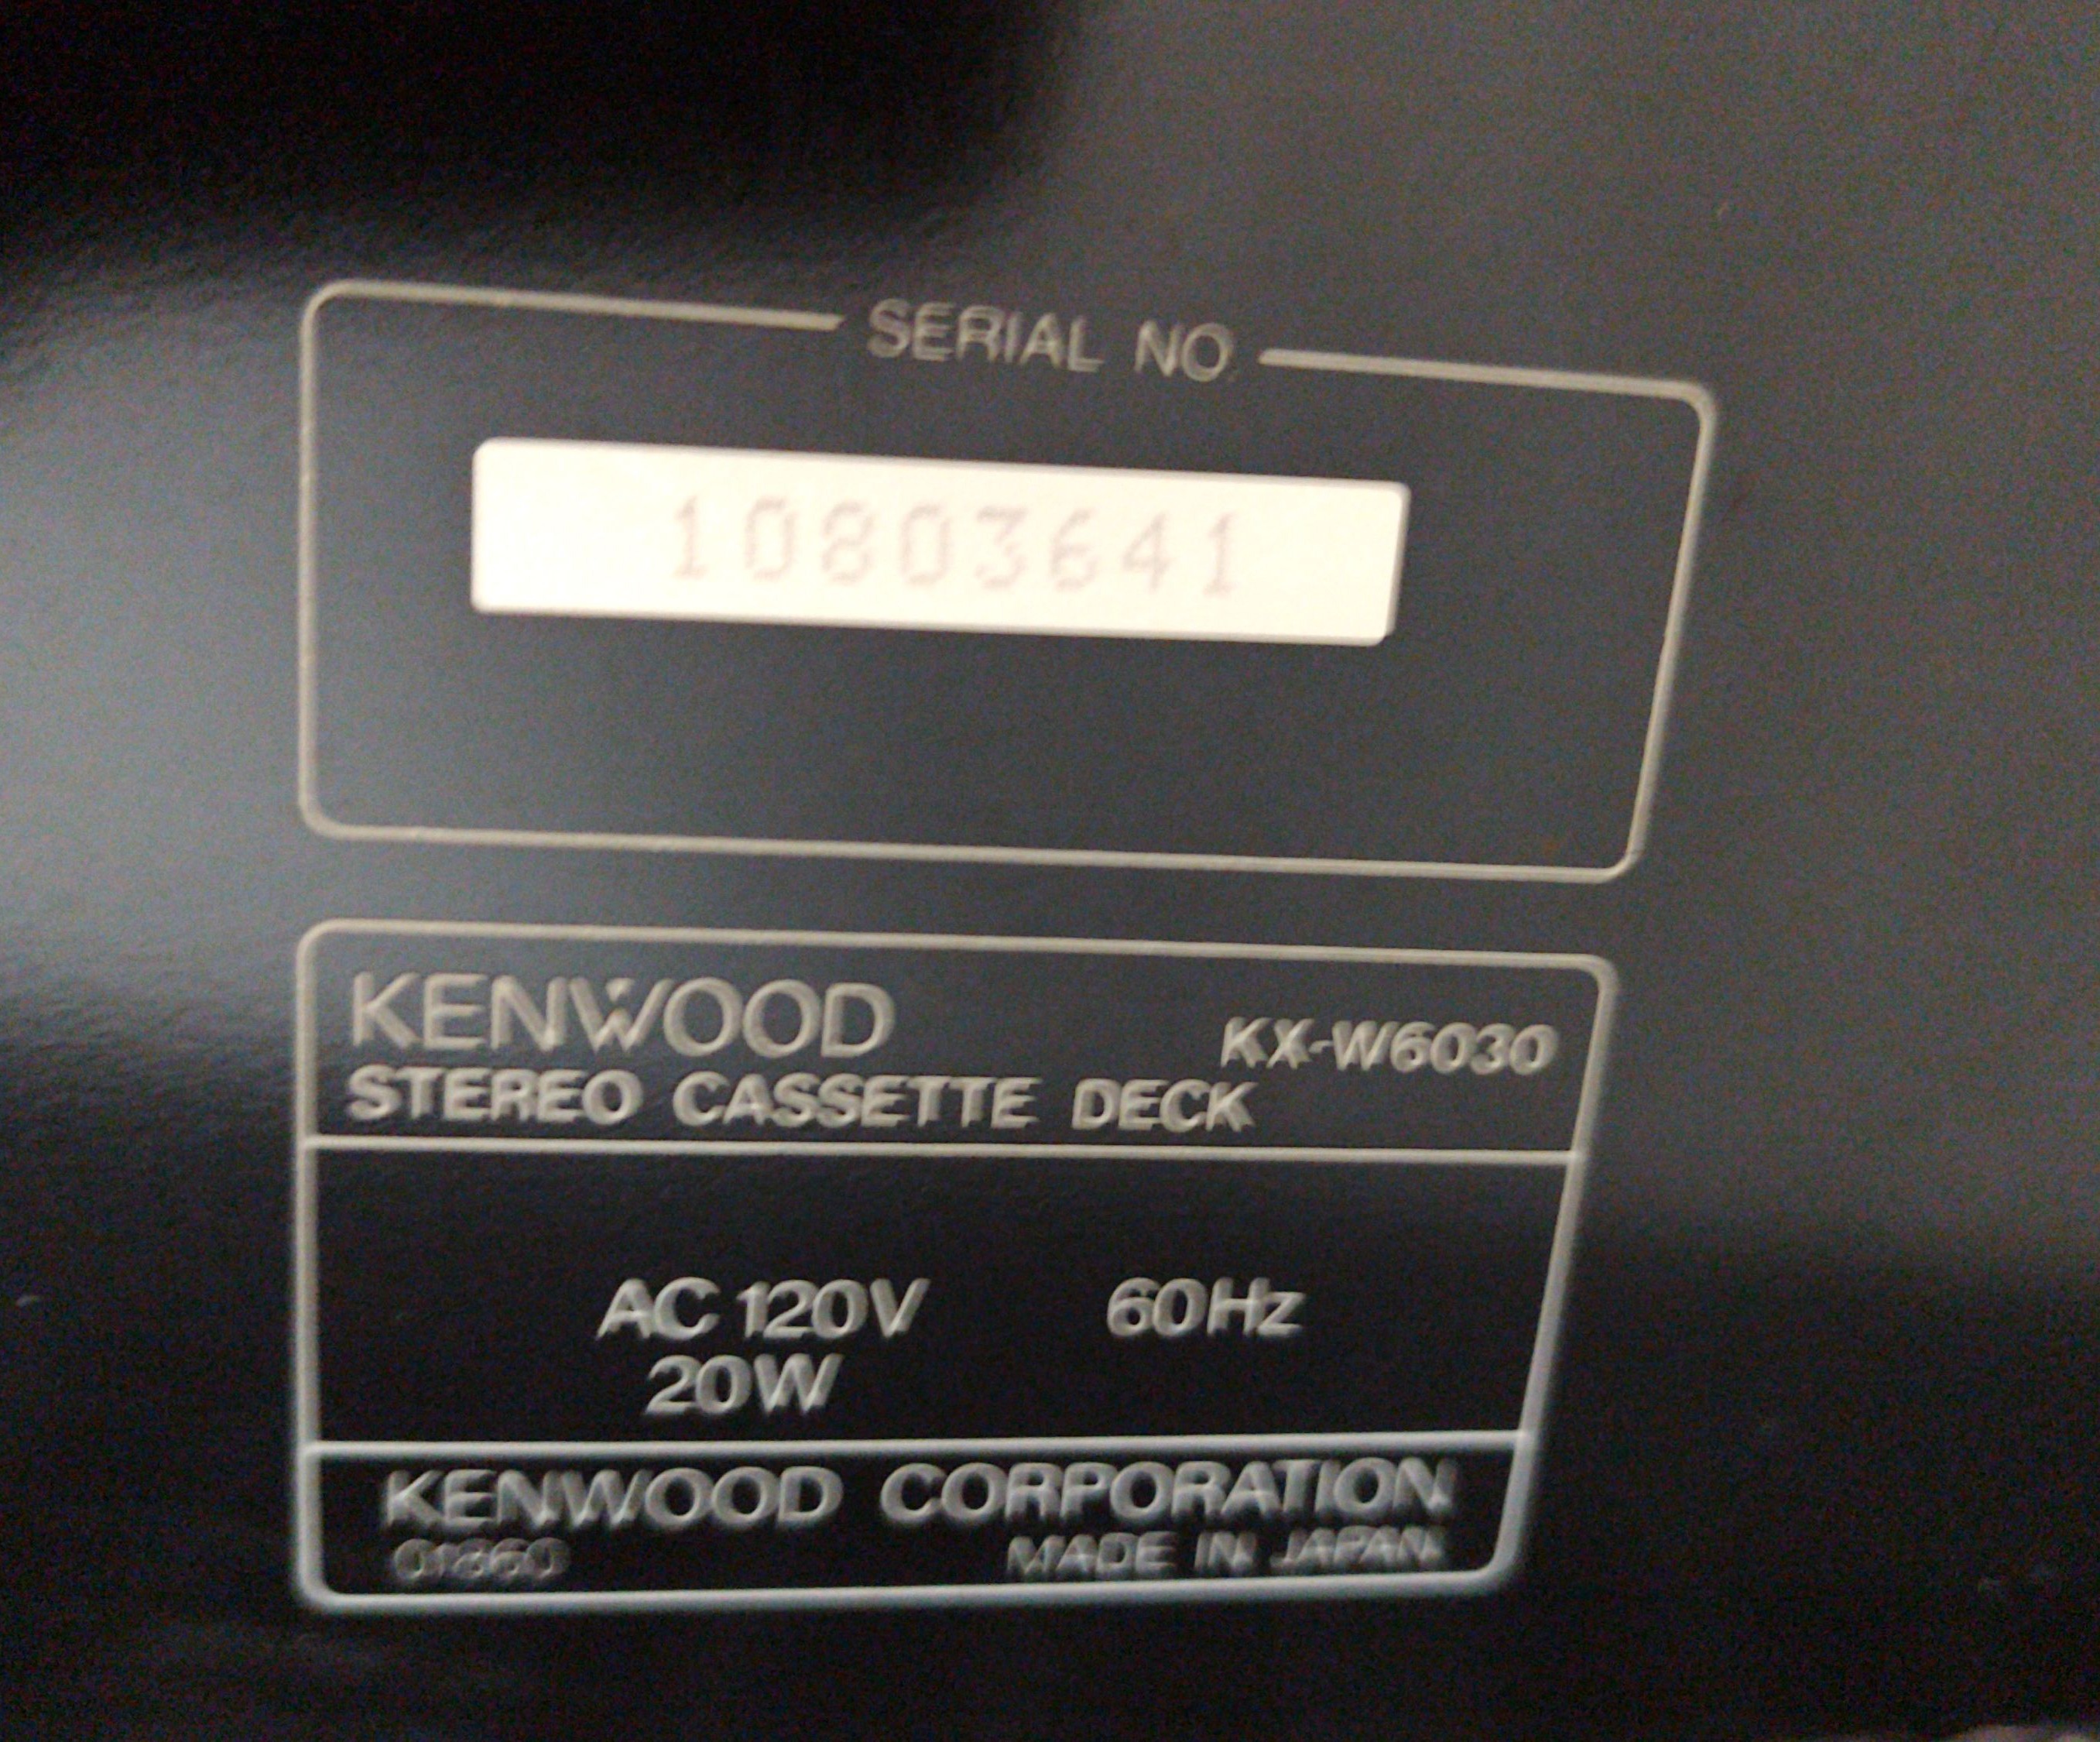 SERIAL NO.
10803641
KENWOOD
KX-W6030
STEREO CASSETTE DECK
AC 120V 60Hz
20W
KENWOOD CORPORATION
MADE IN JAPAN